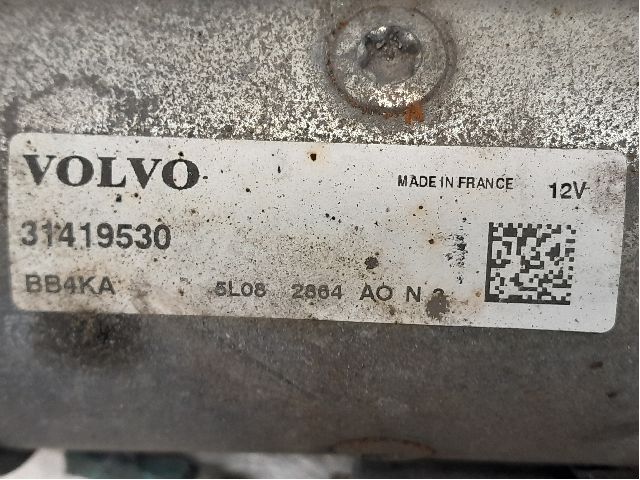 VOLVO MADE IN FRANCE 12V
31419530
BB4KA 5L08 2864 AO N